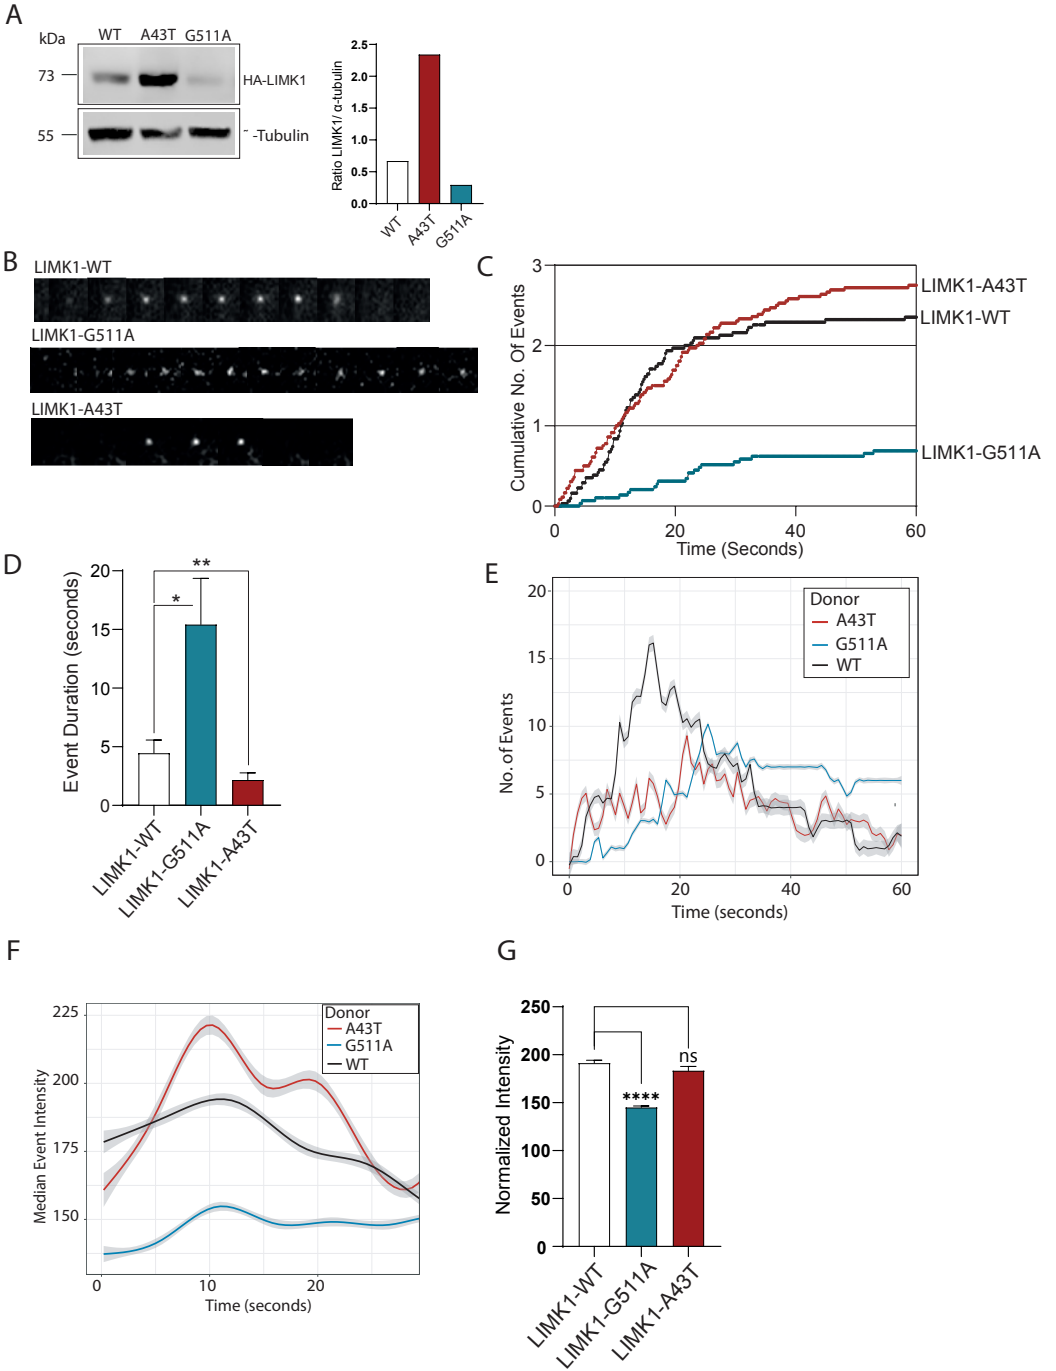 A
kDa
WT A43T G511A
73
HA-LIMK1
55
-Tubulin
Ratio LIMK1/ α-tubulin
2.5
2.0
1.5
1.0
0.5
0.0
WT
A43T
G511A
B
LIMK1-WT
LIMK1-G511A
LIMK1-A43T
C
Cumulative No. Of Events
3
2
1
0
0 20 40 60
Time (Seconds)
LIMK1-A43T
LIMK1-WT
LIMK1-G511A
D
Event Duration (seconds)
20
15
10
5
0
**
*
LIMK1-WT
LIMK1-G511A
LIMK1-A43T
E
No. of Events
20
15
10
5
0
0 20 40 60
Time (seconds)
Donor
A43T
G511A
WT
F
Median Event Intensity
225
200
175
150
0 10 20
Time (seconds)
Donor
A43T
G511A
WT
G
Normalized Intensity
250
200
150
100
50
0
ns
****
LIMK1-WT
LIMK1-G511A
LIMK1-A43T